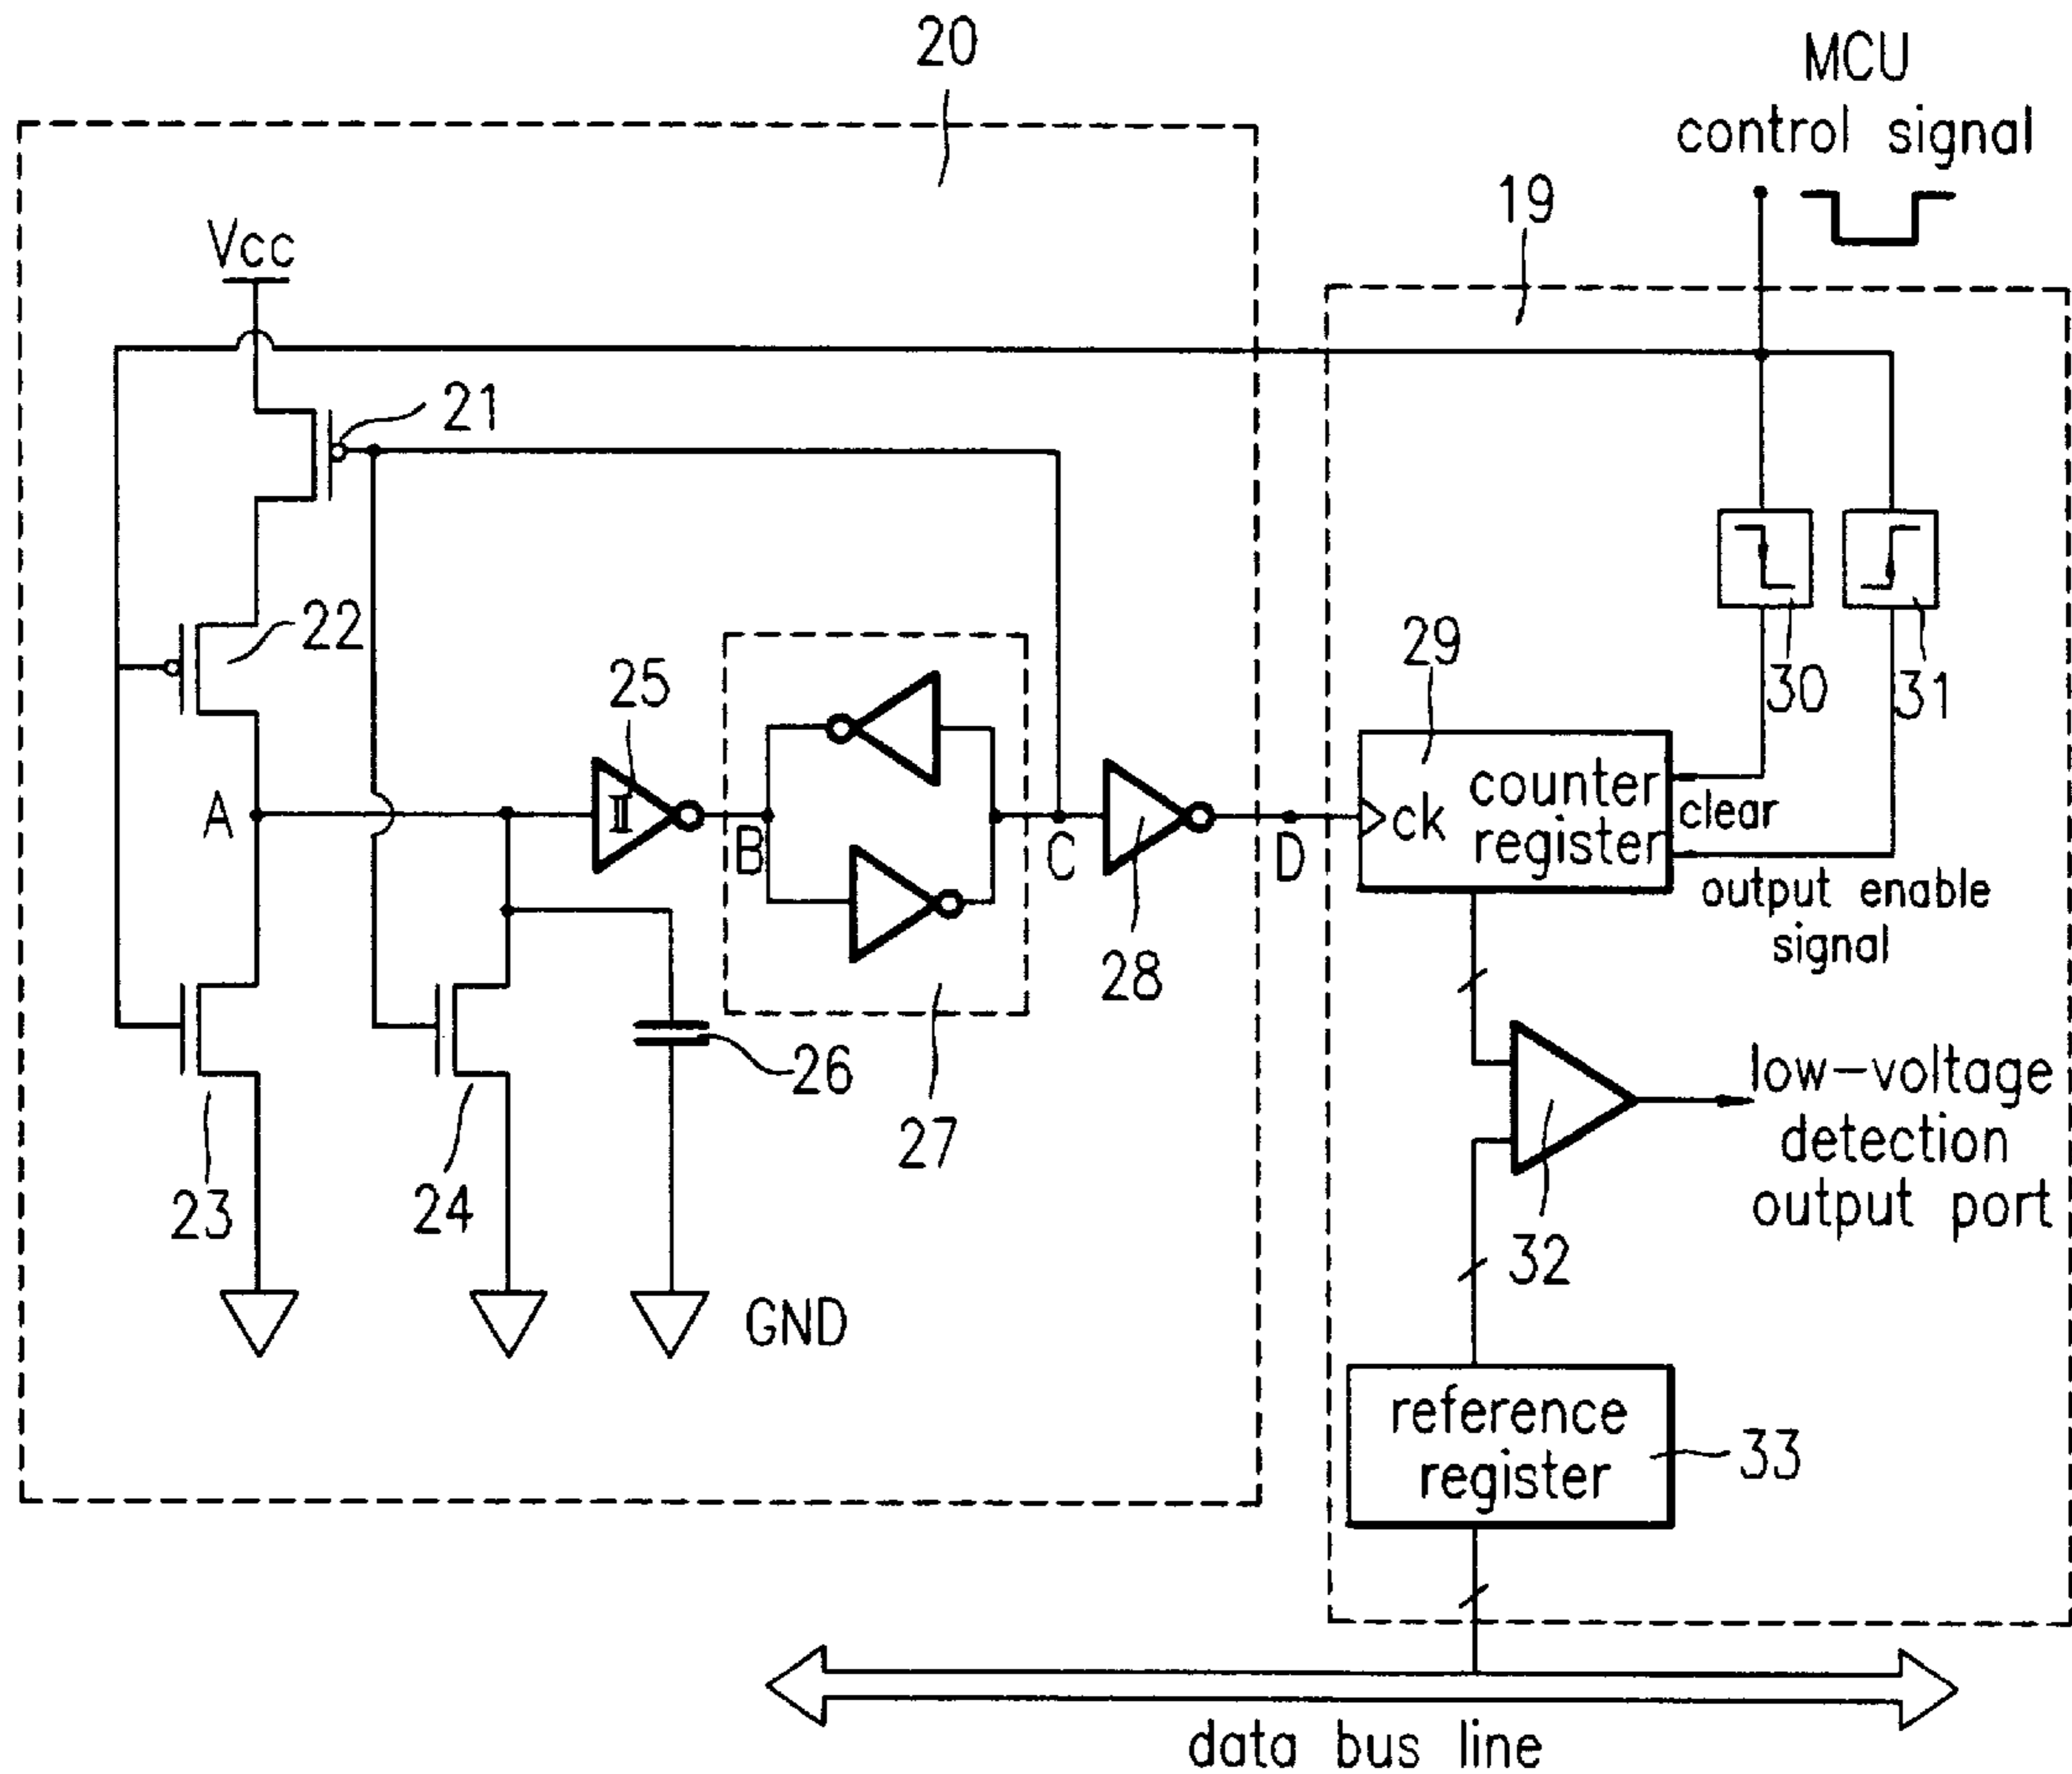 20
MCU
control signal
19
Vcc
21
22
25
II
29
30
31
A
B
C
D
ck
counter
register
clear
output enable
signal
28
26
27
23
24
GND
low-voltage
detection
output port
32
reference
register
33
data bus line